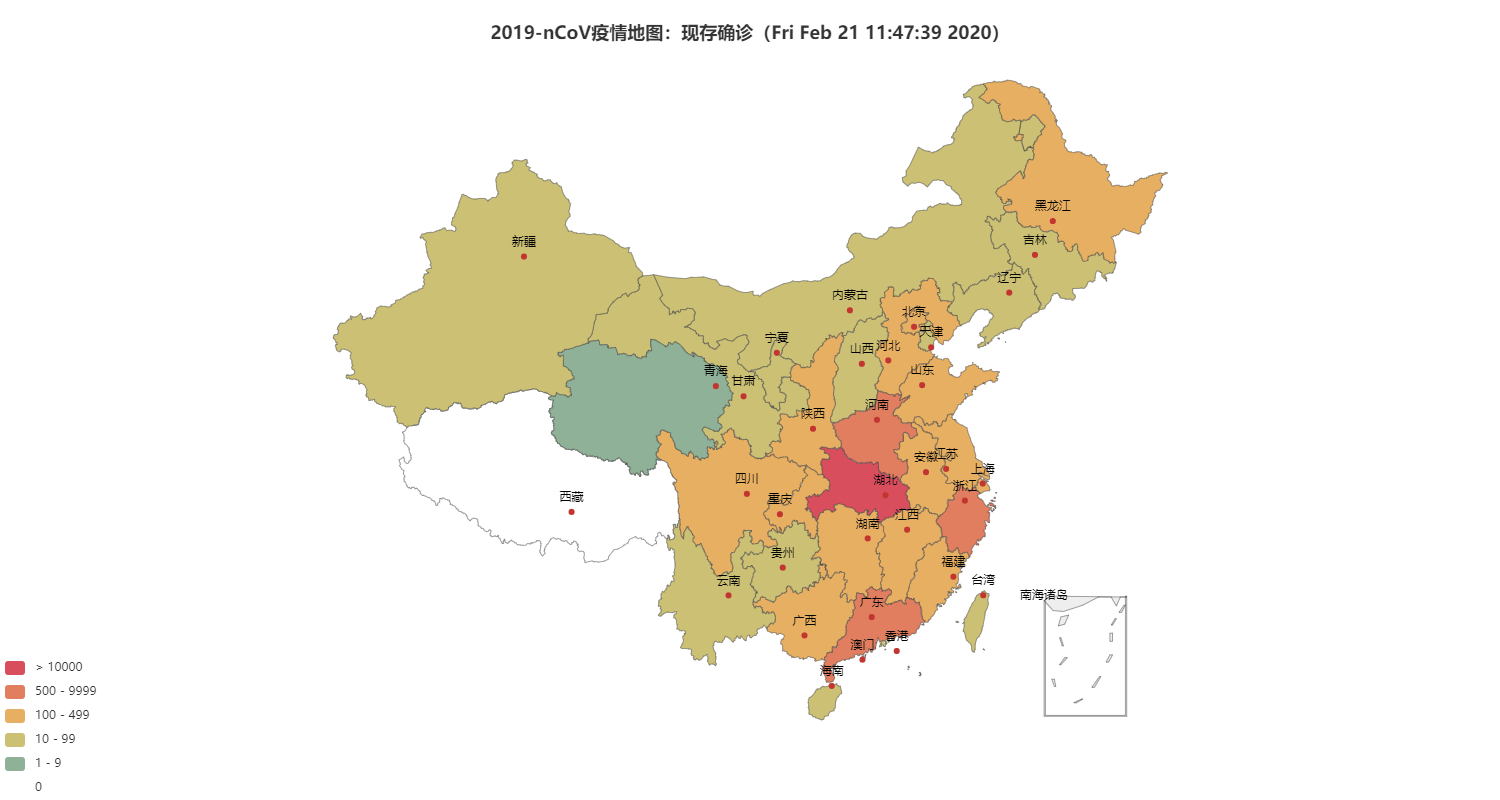 2019-nCoV疫情地图：现存确诊（Fri Feb 21 11:47:39 2020）
黑龙江
新疆
吉林
辽宁
内蒙古
北京
天津
宁夏
山西
河北
青海
甘肃
山东
陕西
河南
安徽
江苏
上海
四川
湖北
浙江
重庆
西藏
湖南
江西
贵州
福建
云南
台湾
南海诸岛
广东
广西
香港
澳门
海南
> 10000
500 - 9999
100 - 499
10 - 99
1 - 9
0